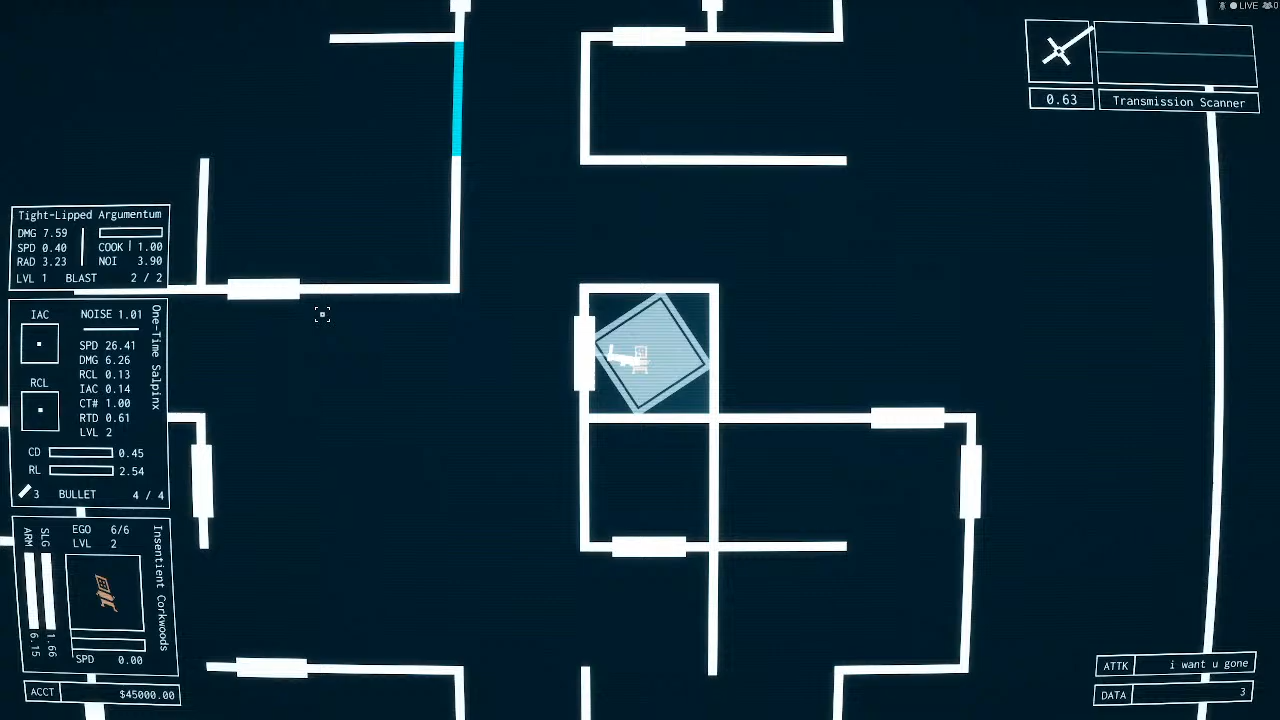 LIVE 0
0.63
Transmission Scanner
Tight-Lipped Argumentum
DMG 7.59
SPD 0.40
RAD 3.23
COOK 1.00
NOI 3.90
LVL 1 BLAST 2 / 2
IAC
NOISE 1.01
One-Time Salpinx
SPD 26.41
DMG 6.26
RCL 0.13
RCL
IAC 0.14
CT# 1.00
RTD 0.61
LVL 2
CD 0.45
RL 2.54
3 BULLET 4 / 4
ARM
SLG
EGO 6/6
LVL 2
Insentient Corkwoods
6.15
1.66
SPD 0.00
ACCT $45000.00
ATTK i want u gone
DATA 3